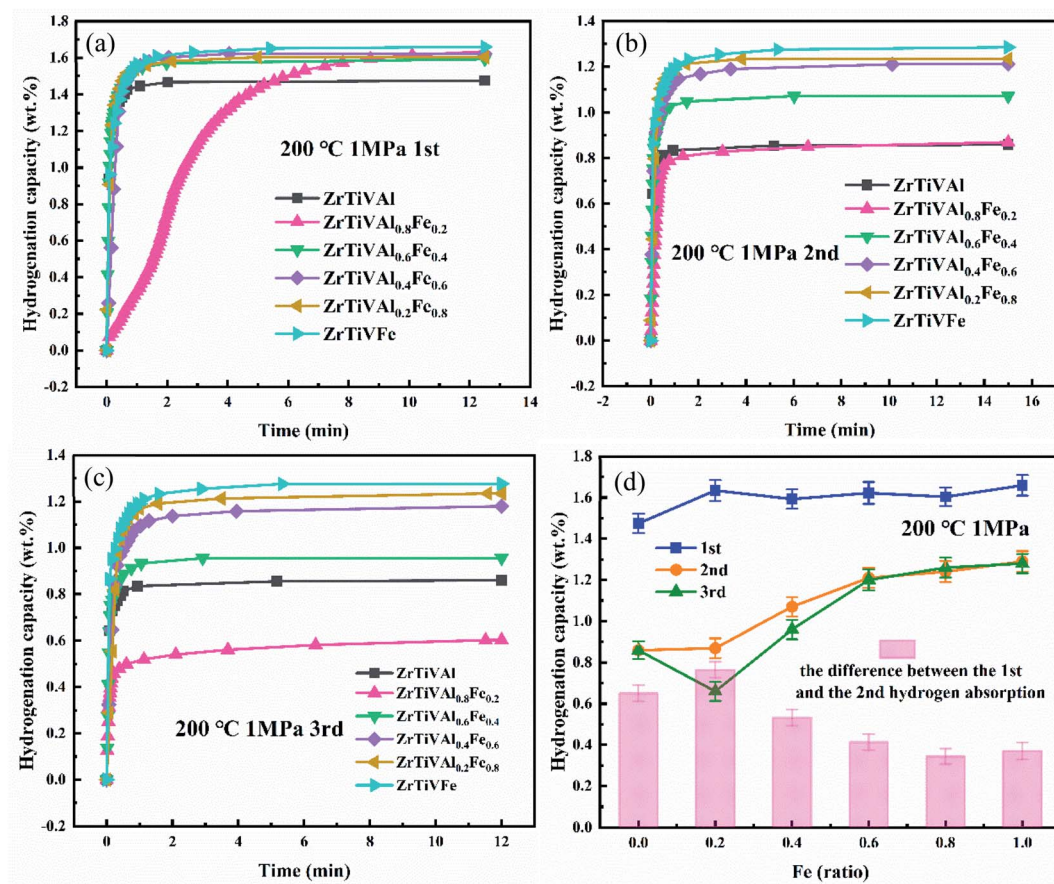 (a)
Hydrogenation capacity (wt.%)
1.8
1.6
1.4
1.2
1.0
0.8
0.6
0.4
0.2
0.0
-0.2
200 °C 1MPa 1st
ZrTiVAl
ZrTiVAl0.8Fe0.2
ZrTiVAl0.6Fe0.4
ZrTiVAl0.4Fe0.6
ZrTiVAl0.2Fe0.8
ZrTiVFe
0 2 4 6 8 10 12 14
Time (min)
(b)
Hydrogenation capacity (wt.%)
1.4
1.2
1.0
0.8
0.6
0.4
0.2
0.0
-0.2
200 °C 1MPa 2nd
ZrTiVAl
ZrTiVAl0.8Fe0.2
ZrTiVAl0.6Fe0.4
ZrTiVAl0.4Fe0.6
ZrTiVAl0.2Fe0.8
ZrTiVFe
-2 0 2 4 6 8 10 12 14 16
Time (min)
(c)
Hydrogenation capacity (wt.%)
1.4
1.2
1.0
0.8
0.6
0.4
0.2
0.0
-0.2
200 °C 1MPa 3rd
ZrTiVAl
ZrTiVAl0.8Fe0.2
ZrTiVAl0.6Fe0.4
ZrTiVAl0.4Fe0.6
ZrTiVAl0.2Fe0.8
ZrTiVFe
0 2 4 6 8 10 12
Time (min)
(d)
Hydrogenation capacity (wt.%)
1.8
1.6
1.4
1.2
1.0
0.8
0.6
0.4
0.2
0.0
200 °C 1MPa
1st
2nd
3rd
the difference between the 1st
and the 2nd hydrogen absorption
0.0 0.2 0.4 0.6 0.8 1.0
Fe (ratio)